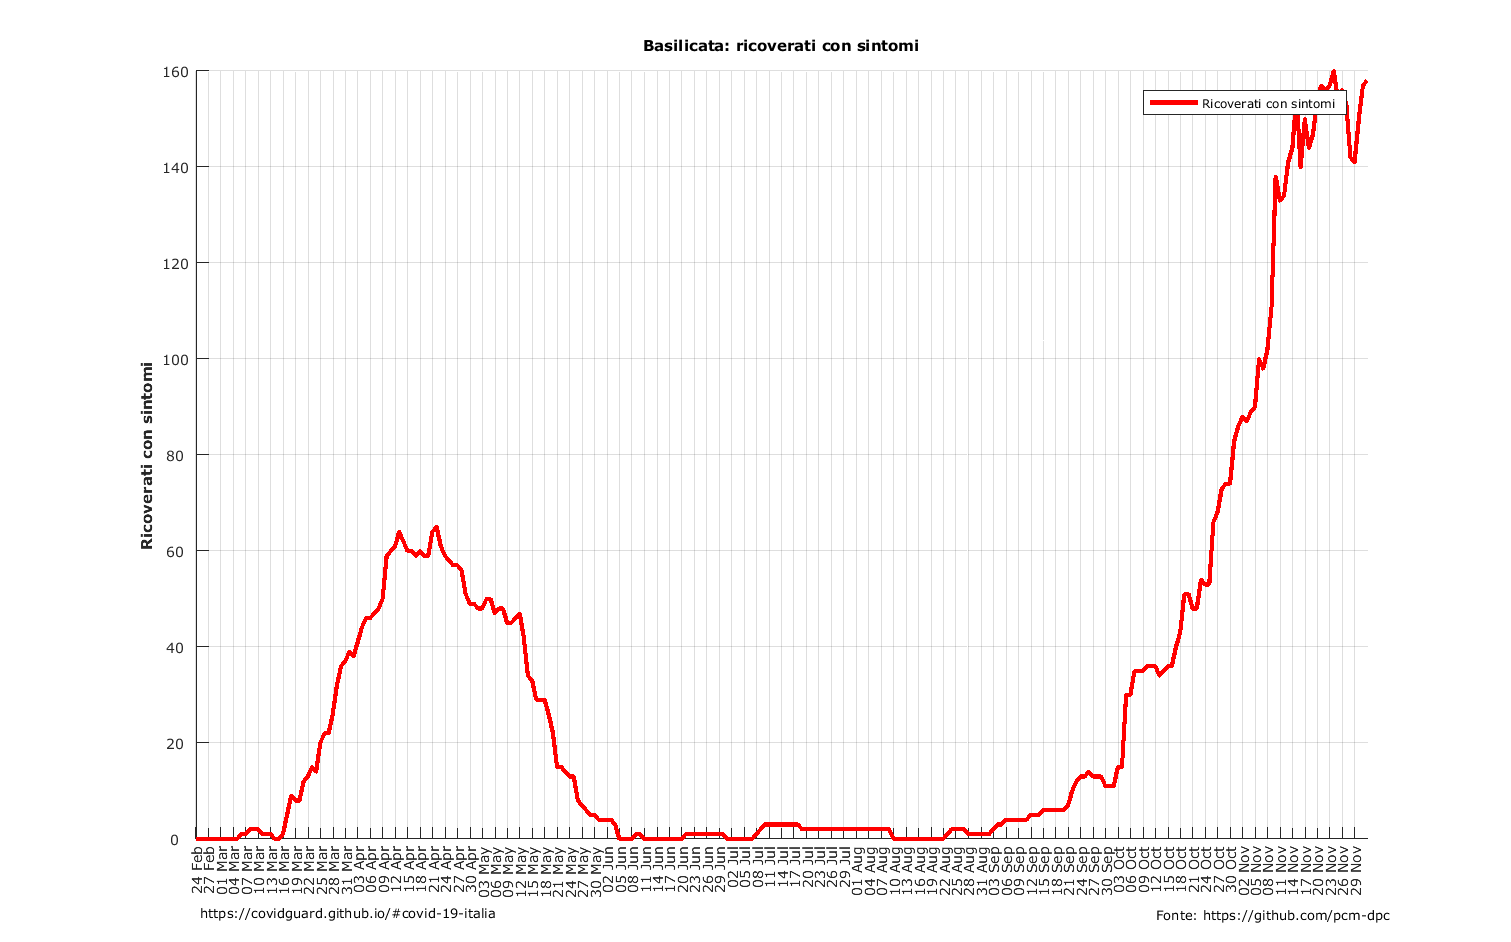 Basilicata: ricoverati con sintomi
160
140
120
100
80
60
40
20
0
Ricoverati con sintomi
Ricoverati con sintomi
24 Feb
27 Feb
01 Mar
04 Mar
07 Mar
10 Mar
13 Mar
16 Mar
19 Mar
22 Mar
25 Mar
28 Mar
31 Mar
03 Apr
06 Apr
09 Apr
12 Apr
15 Apr
18 Apr
21 Apr
24 Apr
27 Apr
30 Apr
03 May
06 May
09 May
12 May
15 May
18 May
21 May
24 May
27 May
30 May
02 Jun
05 Jun
08 Jun
11 Jun
14 Jun
17 Jun
20 Jun
23 Jun
26 Jun
29 Jun
02 Jul
05 Jul
08 Jul
11 Jul
14 Jul
17 Jul
20 Jul
23 Jul
26 Jul
29 Jul
01 Aug
04 Aug
07 Aug
10 Aug
13 Aug
16 Aug
19 Aug
22 Aug
25 Aug
28 Aug
31 Aug
03 Sep
06 Sep
09 Sep
12 Sep
15 Sep
18 Sep
21 Sep
24 Sep
27 Sep
30 Sep
03 Oct
06 Oct
09 Oct
12 Oct
15 Oct
18 Oct
21 Oct
24 Oct
27 Oct
30 Oct
02 Nov
05 Nov
08 Nov
11 Nov
14 Nov
17 Nov
20 Nov
23 Nov
26 Nov
29 Nov
https://covidguard.github.io/#covid-19-italia
Fonte: https://github.com/pcm-dpc